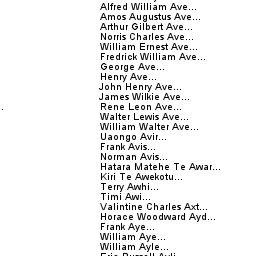 Alfred William Ave...
Amos Augustus Ave...
Arthur Gilbert Ave...
Norris Charles Ave...
William Ernest Ave...
Fredrick William Ave...
George Ave...
Henry Ave...
John Henry Ave...
James Wilkie Ave...
Rene Leon Ave...
Walter Lewis Ave...
William Walter Ave...
Uaongo Avir...
Frank Avis...
Norman Avis...
Hatara Matehe Te Awar...
Kiri Te Awekotu...
Terry Awhi...
Timi Awi...
Valintine Charles Axt...
Horace Woodward Ayd...
Frank Aye...
William Aye...
William Ayle...